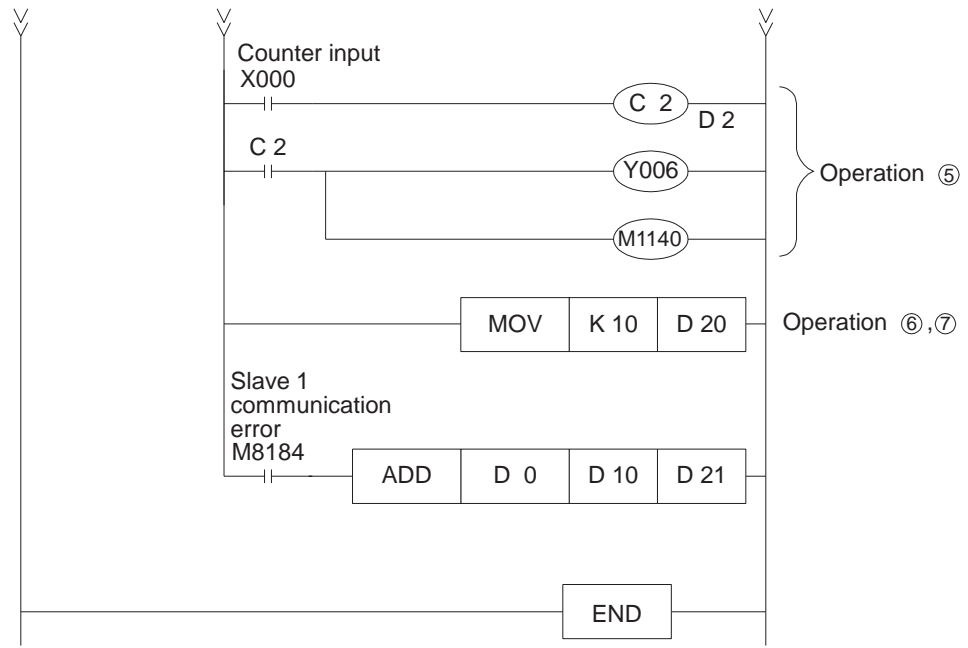 Counter input
X000
C 2
D 2
C 2
Y006
M1140
Operation ⑤
MOV K 10 D 20
Operation ⑥,⑦
Slave 1
communication
error
M8184
ADD D 0 D 10 D 21
END